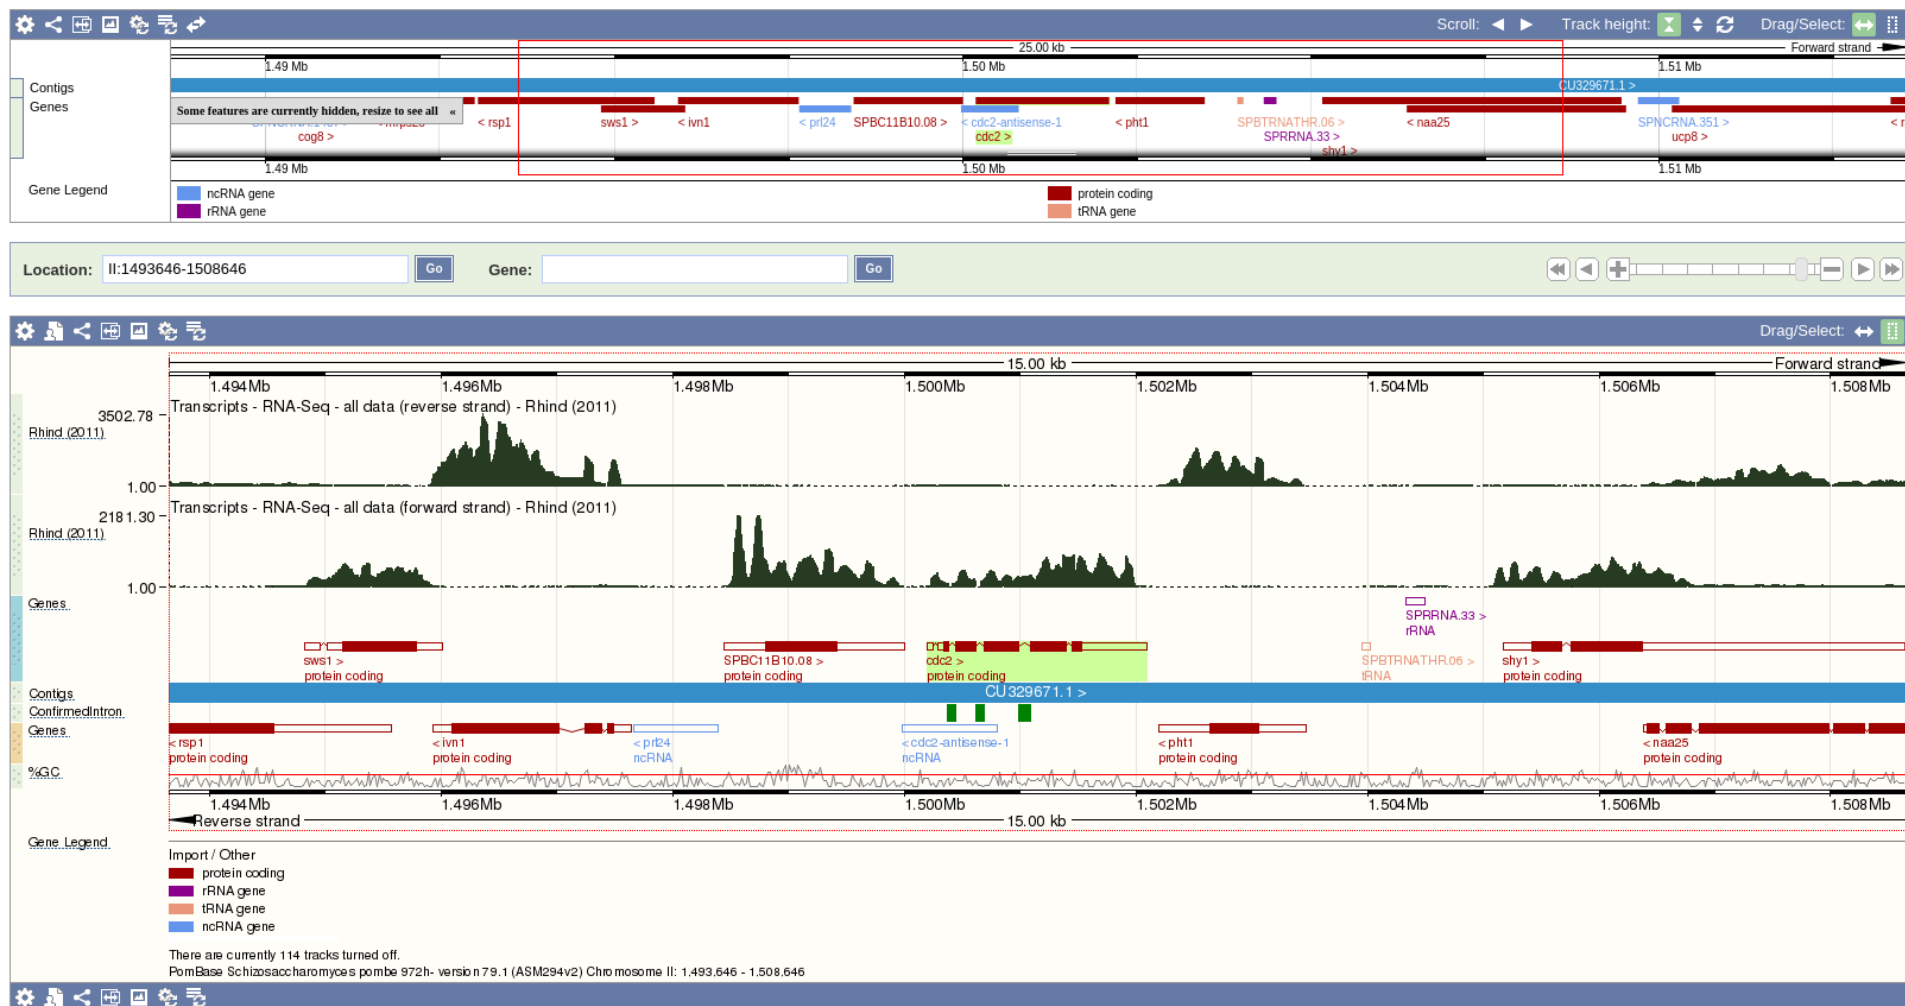 Scroll: Track height: Drag/Select:
25.00 kb Forward strand
1.49 Mb 1.50 Mb 1.51 Mb
Contigs CU329671.1 >
Genes
Some features are currently hidden, resize to see all «
< rsp1 sws1 > < ivn1 < prl24 SPBC11B10.08 > < cdc2-antisense-1 < pht1 SPBTRNATHR.06 > < naa25 SPNCRNA.351 >
cog8 > cdc2 > SPRRNA.33 > ucp8 >
shy1 >
1.49 Mb 1.50 Mb 1.51 Mb
Gene Legend
ncRNA gene protein coding
rRNA gene tRNA gene
Location: II:1493646-1508646 Go Gene: Go
Drag/Select:
15.00 kb Forward strand
1.494Mb 1.496Mb 1.498Mb 1.500Mb 1.502Mb 1.504Mb 1.506Mb 1.508Mb
Transcripts - RNA-Seq - all data (reverse strand) - Rhind (2011)
3502.78
Rhind (2011)
1.00
Transcripts - RNA-Seq - all data (forward strand) - Rhind (2011)
2181.30
Rhind (2011)
1.00
Genes
SPRRNA.33 >
rRNA
sws1 > SPBC11B10.08 > cdc2 > SPBTRNATHR.06 > shy1 >
protein coding protein coding protein coding tRNA protein coding
Contigs CU329671.1 >
ConfirmedIntron
Genes
< rsp1 < ivn1 < prl24 < cdc2-antisense-1 < pht1 < naa25
protein coding protein coding ncRNA ncRNA protein coding protein coding
%GC
1.494Mb 1.496Mb 1.498Mb 1.500Mb 1.502Mb 1.504Mb 1.506Mb 1.508Mb
Reverse strand 15.00 kb
Gene Legend
Import / Other
protein coding
rRNA gene
tRNA gene
ncRNA gene
There are currently 114 tracks turned off.
PomBase Schizosaccharomyces pombe 972h- version 79.1 (ASM294v2) Chromosome II: 1,493,646 - 1,508,646